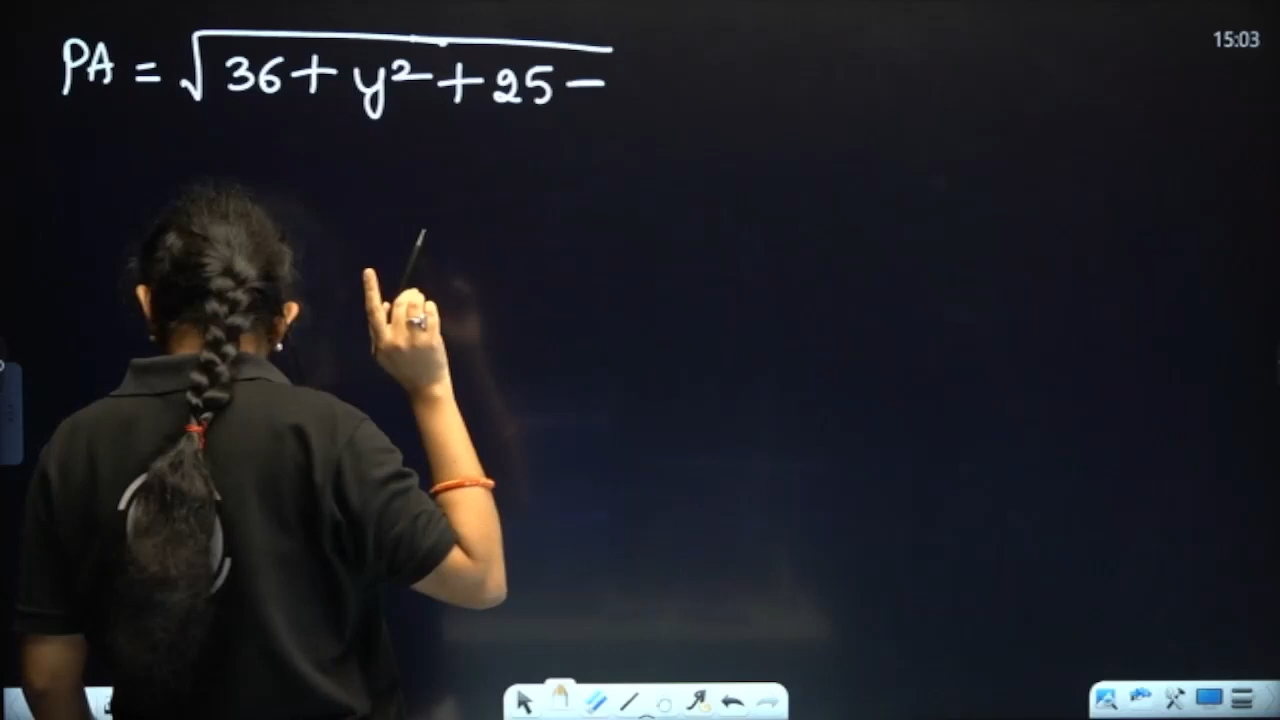 15:03
PA = √36 + y² + 25 −